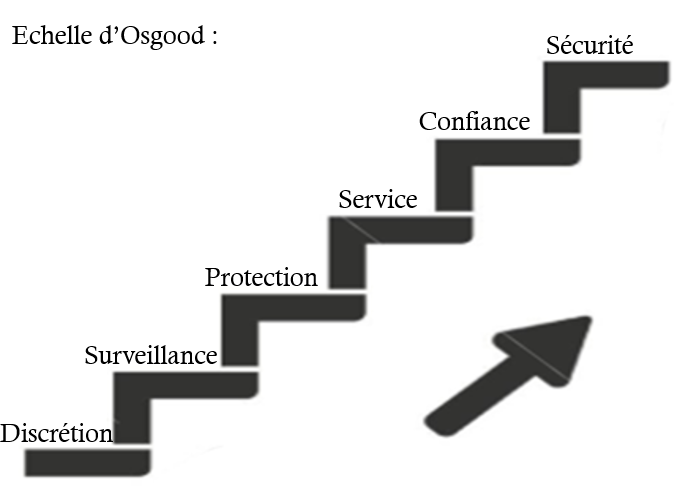 Echelle d’Osgood :
Sécurité
Confiance
Service
Protection
Surveillance
Discrétion